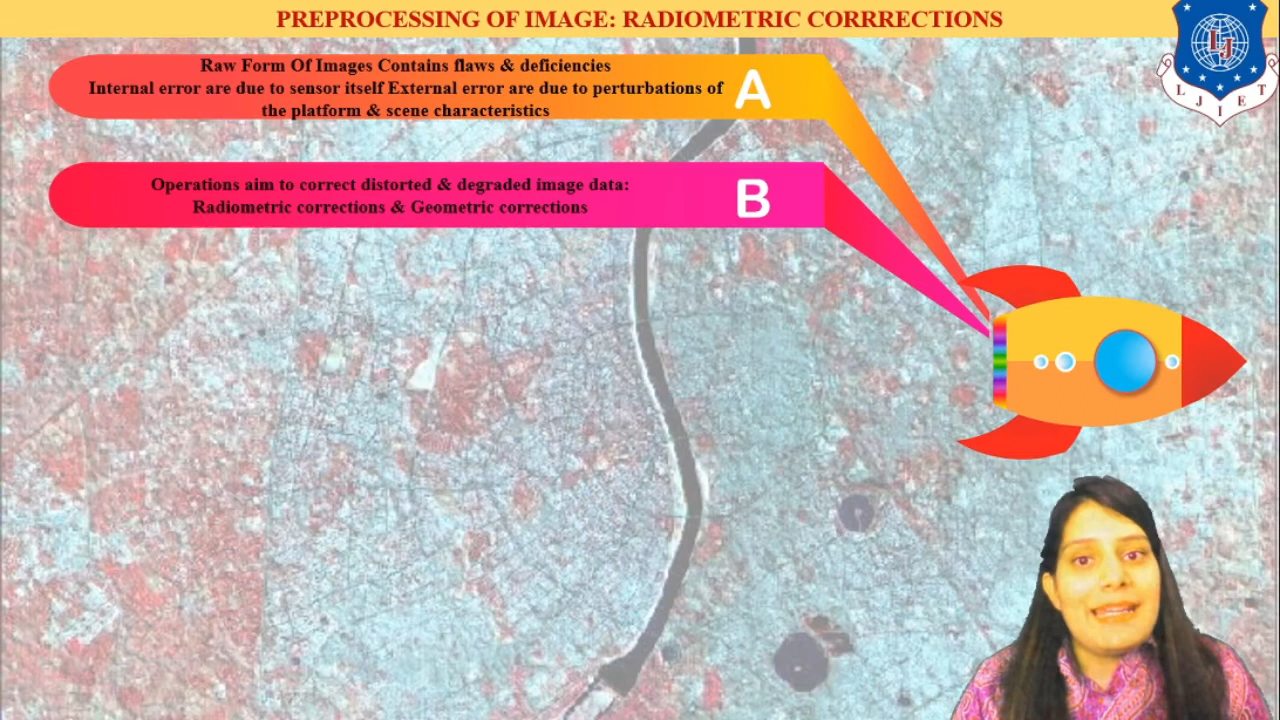 PREPROCESSING OF IMAGE: RADIOMETRIC CORRRECTIONS
Raw Form Of Images Contains flaws & deficiencies
Internal error are due to sensor itself External error are due to perturbations of
the platform & scene characteristics
A
Operations aim to correct distorted & degraded image data:
Radiometric corrections & Geometric corrections
B
LJ
L J I E T